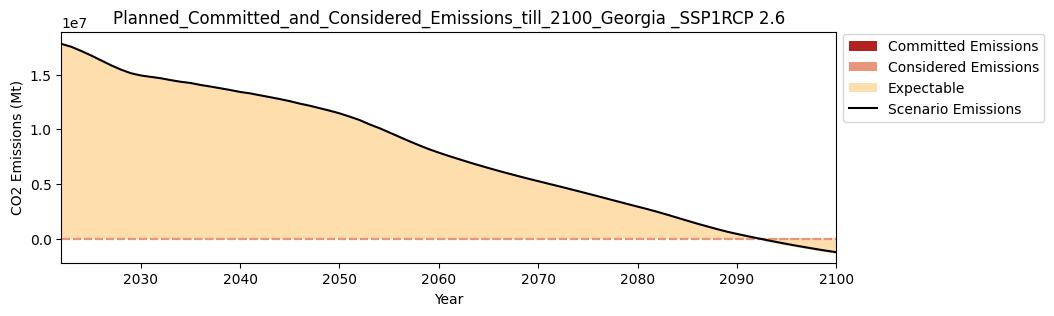 Planned_Committed_and_Considered_Emissions_till_2100_Georgia _SSP1RCP 2.6
1e7
Committed Emissions
Considered Emissions
Expectable
Scenario Emissions
CO2 Emissions (Mt)
1.5
1.0
0.5
0.0
2030 2040 2050 2060 2070 2080 2090 2100
Year